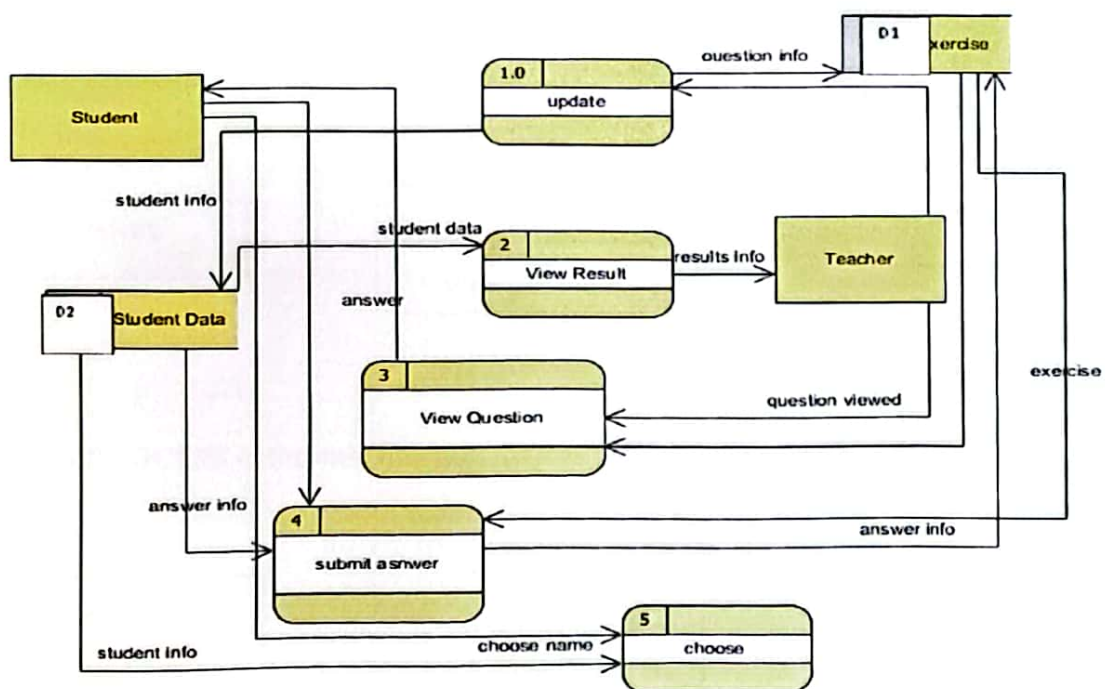 D1
xercise
ouestion info
1.0
update
Student
student info
student data
2
View Result
results info
Teacher
D2
Student Data
answer
3
View Question
question viewed
exercise
answer info
4
submit asnwer
answer info
5
choose
choose name
student info